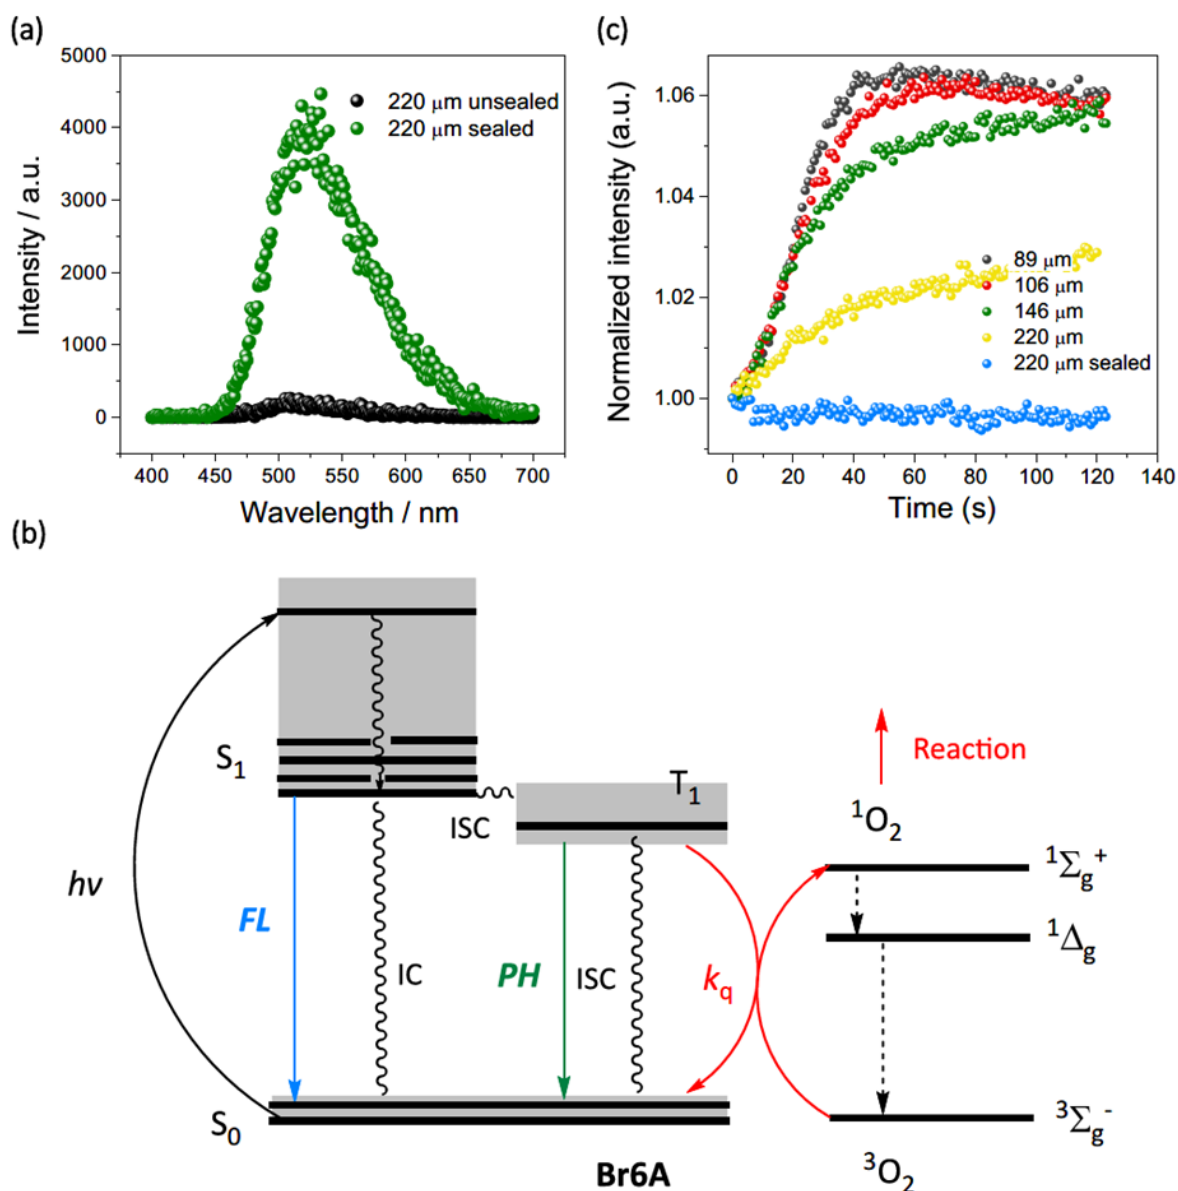 (a)
5000
4000
3000
2000
1000
0
Intensity / a.u.
220 μm unsealed
220 μm sealed
400 450 500 550 600 650 700
Wavelength / nm
(c)
1.06
1.04
1.02
1.00
Normalized intensity (a.u.)
89 μm
106 μm
146 μm
220 μm
220 μm sealed
0 20 40 60 80 100 120 140
Time (s)
(b)
S₁
T₁
ISC
hν
FL
IC
PH
ISC
k_q
Reaction
¹O₂
¹Σg⁺
¹Δg
³Σg⁻
S₀
³O₂
Br6A